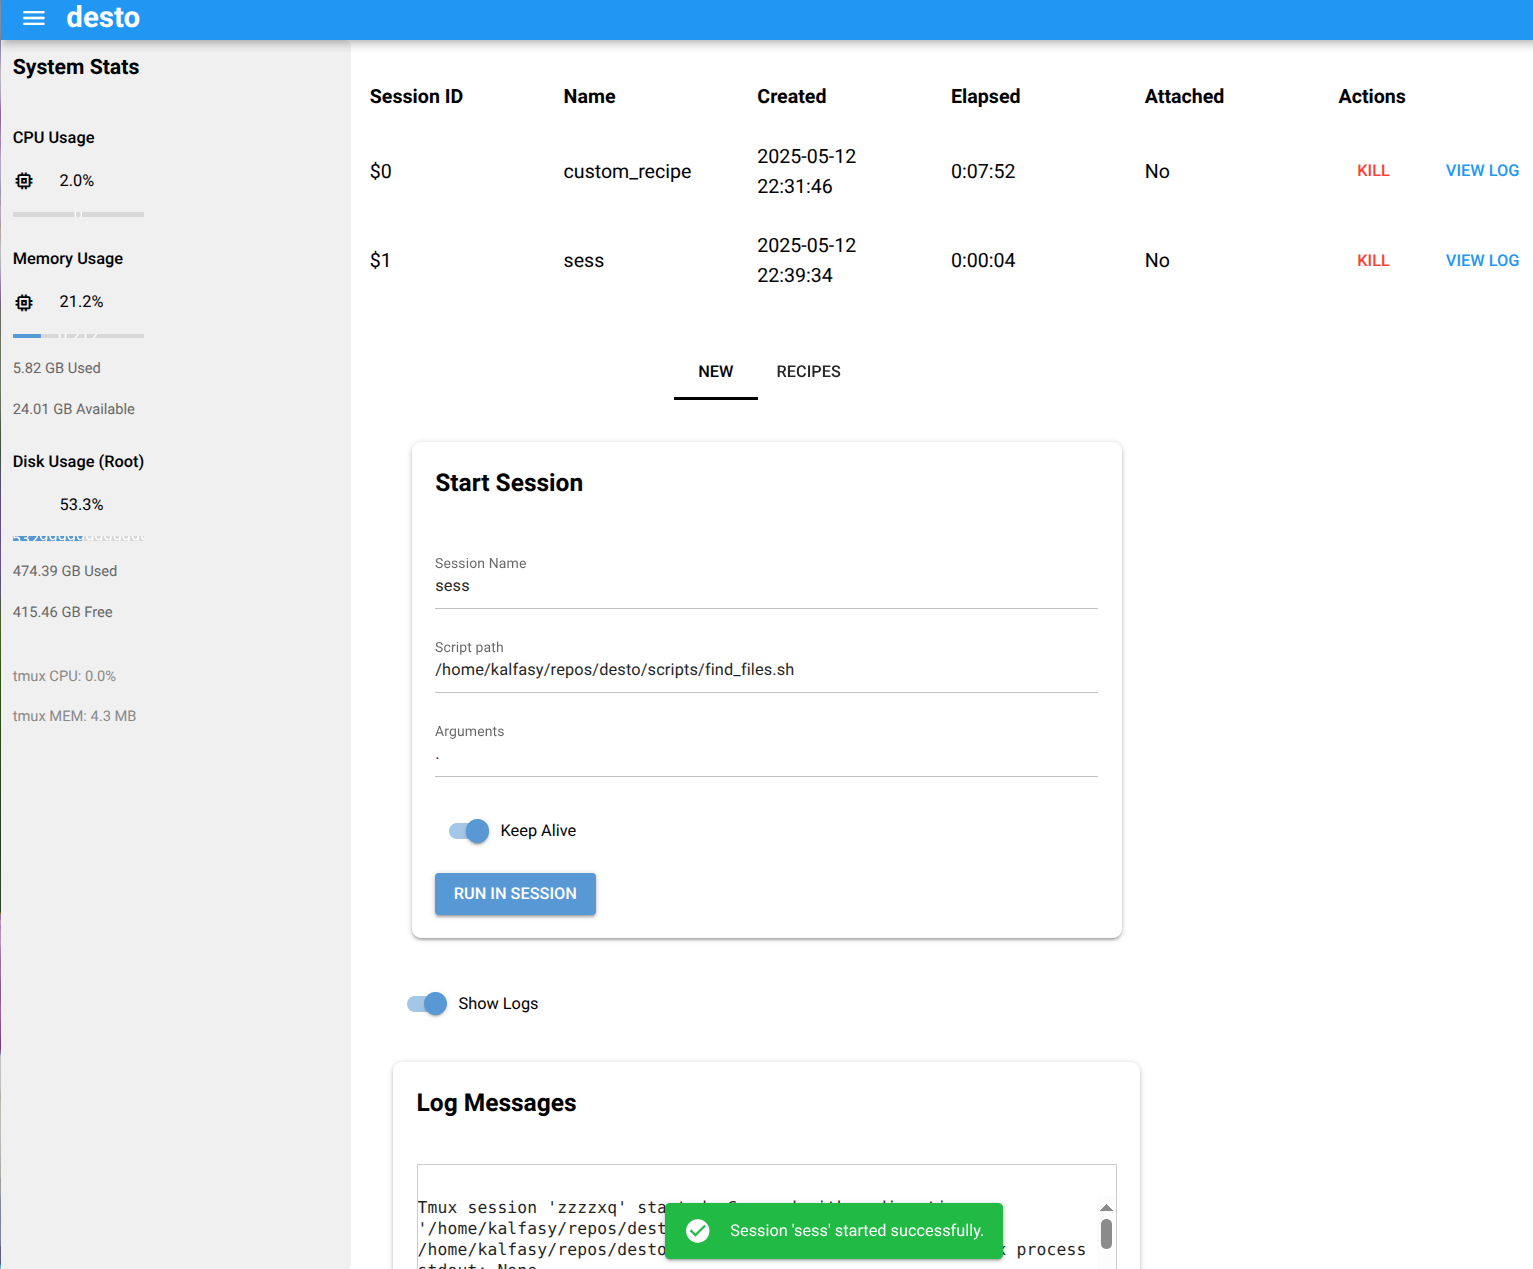 desto
System Stats
CPU Usage
2.0%
Memory Usage
21.2%
5.82 GB Used
24.01 GB Available
Disk Usage (Root)
53.3%
474.39 GB Used
415.46 GB Free
tmux CPU: 0.0%
tmux MEM: 4.3 MB
Session ID Name Created Elapsed Attached Actions
$0 custom_recipe 2025-05-12 22:31:46 0:07:52 No KILL VIEW LOG
$1 sess 2025-05-12 22:39:34 0:00:04 No KILL VIEW LOG
NEW RECIPES
Start Session
Session Name
sess
Script path
/home/kalfasy/repos/desto/scripts/find_files.sh
Arguments
.
Keep Alive
RUN IN SESSION
Show Logs
Log Messages
Tmux session 'zzzzxq'
'/home/kalfasy/repos/
/home/kalfasy/repos/desto process
stdout: None
Session 'sess' started successfully.